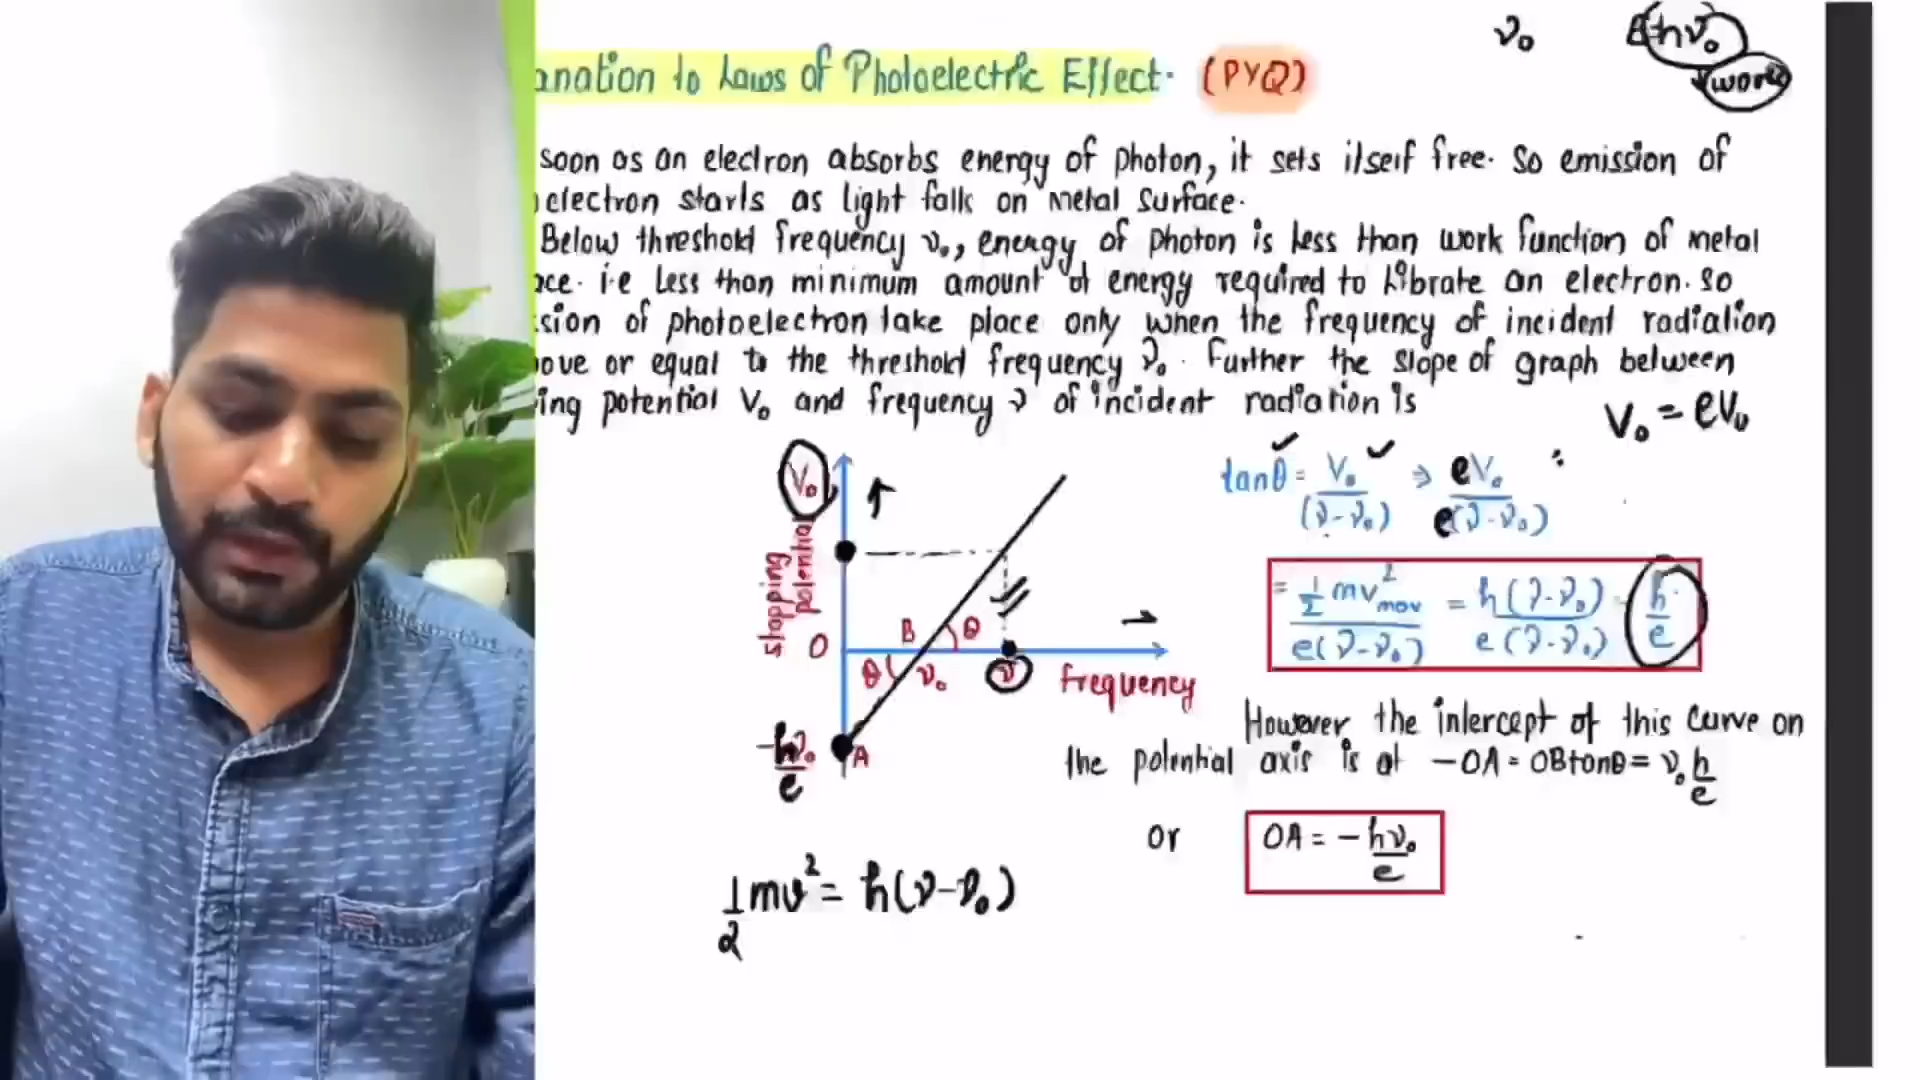 ν₀ E=hν₀
work
anation to Laws of Photoelectric Effect. (PYQ)
soon as an electron absorbs energy of photon, it sets itself free. So emission of
electron starts as light falls on metal surface.
Below threshold frequency ν₀, energy of photon is less than work function of metal
ace. i.e less than minimum amount of energy required to librate an electron. So
sion of photoelectron take place only when the frequency of incident radiation
ove or equal to the threshold frequency ν₀. Further the slope of graph between
ing potential V₀ and frequency ν of incident radiation is
V₀ = eV₀
tanθ = V₀/(ν-ν₀) ⇒ eV₀/e(ν-ν₀)
= ½mv²mov/e(ν-ν₀) = h(ν-ν₀)/e(ν-ν₀) = h/e
V₀
stopping potential
O
B θ
θ ν₀ ν frequency
-hν₀/e A
However the intercept of this curve on
the potential axis is at -OA = OBtanθ = ν₀h/e
or OA = -hν₀/e
½mv² = h(ν-ν₀)